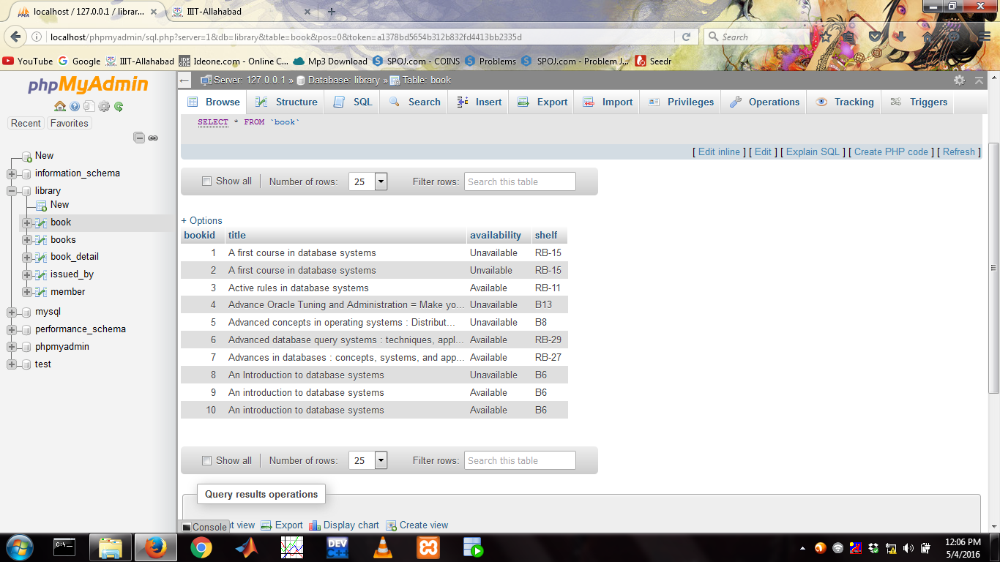 localhost / 127.0.0.1 / librar... × IIIT-Allahabad × +
localhost/phpmyadmin/sql.php?server=1&db=library&table=book&pos=0&token=a1378bd5654b312b832fd4413bb2335d Search
YouTube Google IIIT-Allahabad Ideone.com - Online C... Mp3 Download SPOJ.com - COINS Problems SPOJ.com - Problem J... Seedr
phpMyAdmin
Recent Favorites
New
information_schema
library
New
book
books
book_detail
issued_by
member
mysql
performance_schema
phpmyadmin
test
Server: 127.0.0.1 » Database: library » Table: book
Browse Structure SQL Search Insert Export Import Privileges Operations Tracking Triggers
SELECT * FROM `book`
[ Edit inline ] [ Edit ] [ Explain SQL ] [ Create PHP code ] [ Refresh ]
Show all Number of rows: 25 Filter rows: Search this table
+ Options
bookid title availability shelf
1 A first course in database systems Unavailable RB-15
2 A first course in database systems Unvailable RB-15
3 Active rules in database systems Available RB-11
4 Advance Oracle Tuning and Administration = Make yo... Unavailable B13
5 Advanced concepts in operating systems : Distribut... Unavailable B8
6 Advanced database query systems : techniques, appl... Available RB-29
7 Advances in databases : concepts, systems, and app... Available RB-27
8 An Introduction to database systems Unavailable B6
9 An introduction to database systems Available B6
10 An introduction to database systems Available B6
Show all Number of rows: 25 Filter rows: Search this table
Query results operations
Console
nt view Export Display chart Create view
C:\_
DEV
C++
12:06 PM
5/4/2016